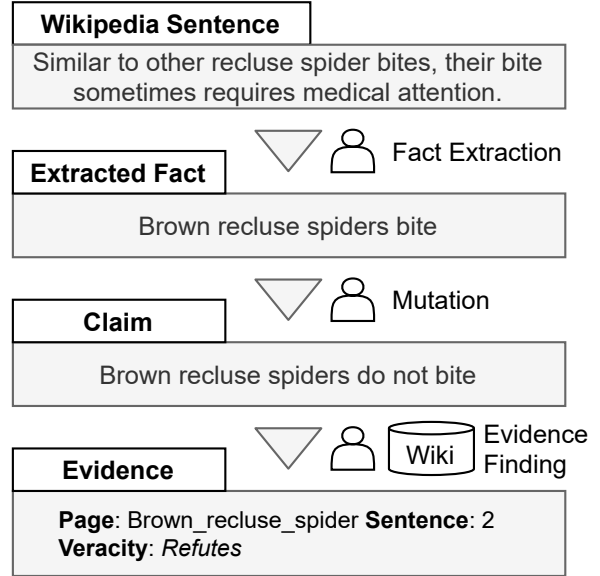 Wikipedia Sentence
Similar to other recluse spider bites, their bite
sometimes requires medical attention.
Fact Extraction
Extracted Fact
Brown recluse spiders bite
Mutation
Claim
Brown recluse spiders do not bite
Wiki
Evidence
Finding
Evidence
Page: Brown_recluse_spider Sentence: 2
Veracity: Refutes